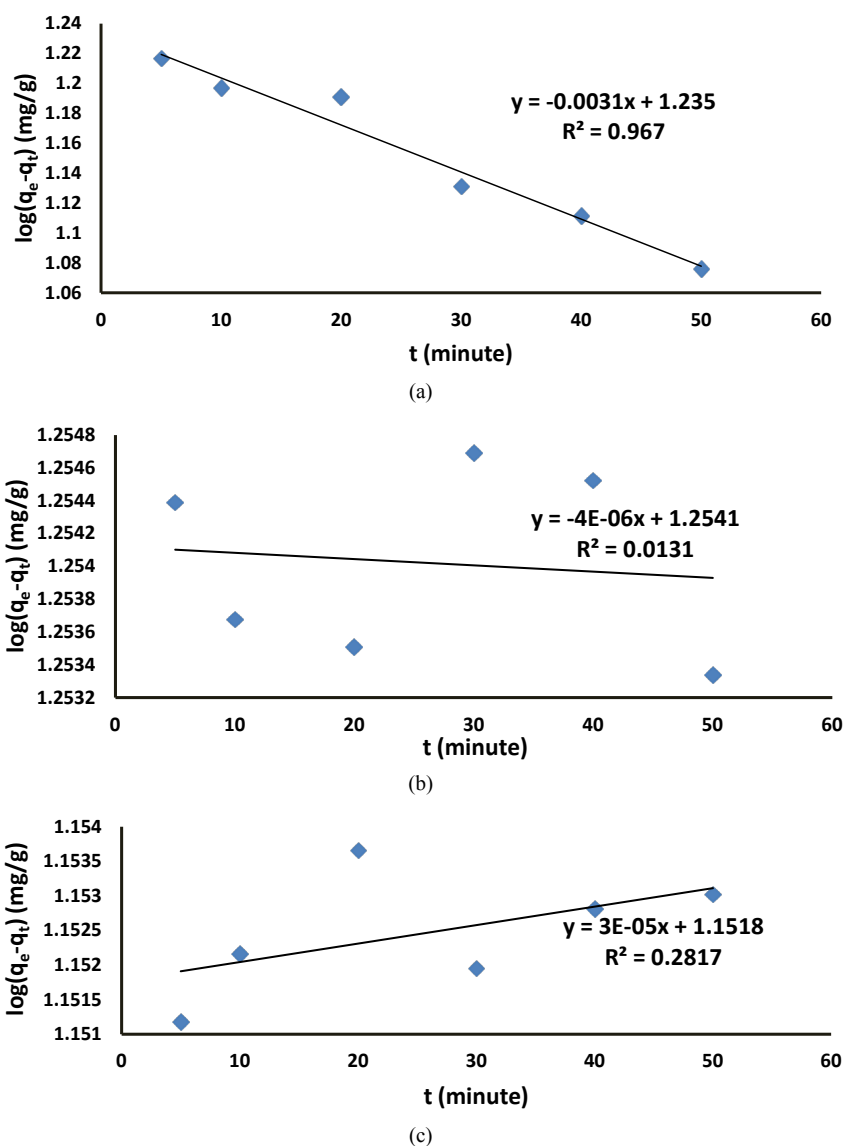 1.24
1.22
1.2
1.18
1.16
1.14
1.12
1.1
1.08
1.06
log(qe-qt) (mg/g)
y = -0.0031x + 1.235
R² = 0.967
0 10 20 30 40 50 60
t (minute)
(a)
1.2548
1.2546
1.2544
1.2542
1.254
1.2538
1.2536
1.2534
1.2532
log(qe-qt) (mg/g)
y = -4E-06x + 1.2541
R² = 0.0131
0 10 20 30 40 50 60
t (minute)
(b)
1.154
1.1535
1.153
1.1525
1.152
1.1515
1.151
log(qe-qt) (mg/g)
y = 3E-05x + 1.1518
R² = 0.2817
0 10 20 30 40 50 60
t (minute)
(c)